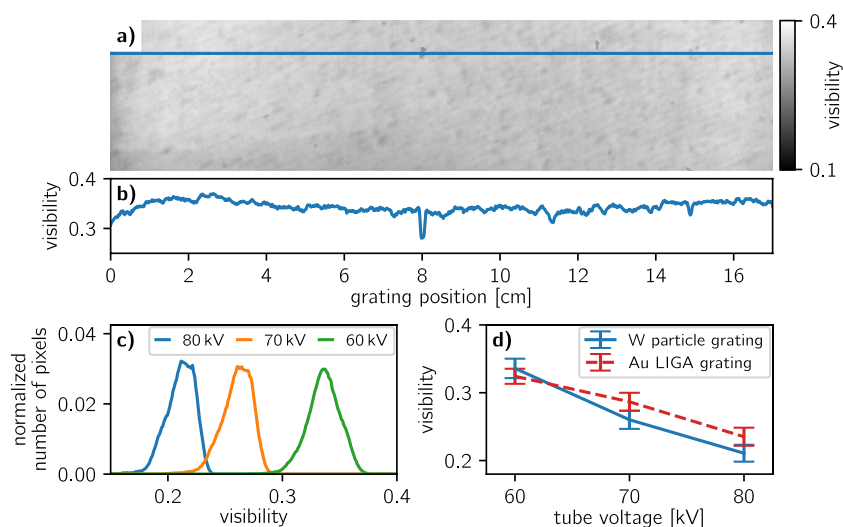 a)
0.4
0.1
visibility
b)
0.4
0.3
visibility
0 2 4 6 8 10 12 14 16
grating position [cm]
c)
80 kV 70 kV 60 kV
0.04
0.02
0.00
normalized
number of pixels
0.2 0.3 0.4
visibility
d)
W particle grating
Au LIGA grating
0.4
0.3
0.2
visibility
60 70 80
tube voltage [kV]